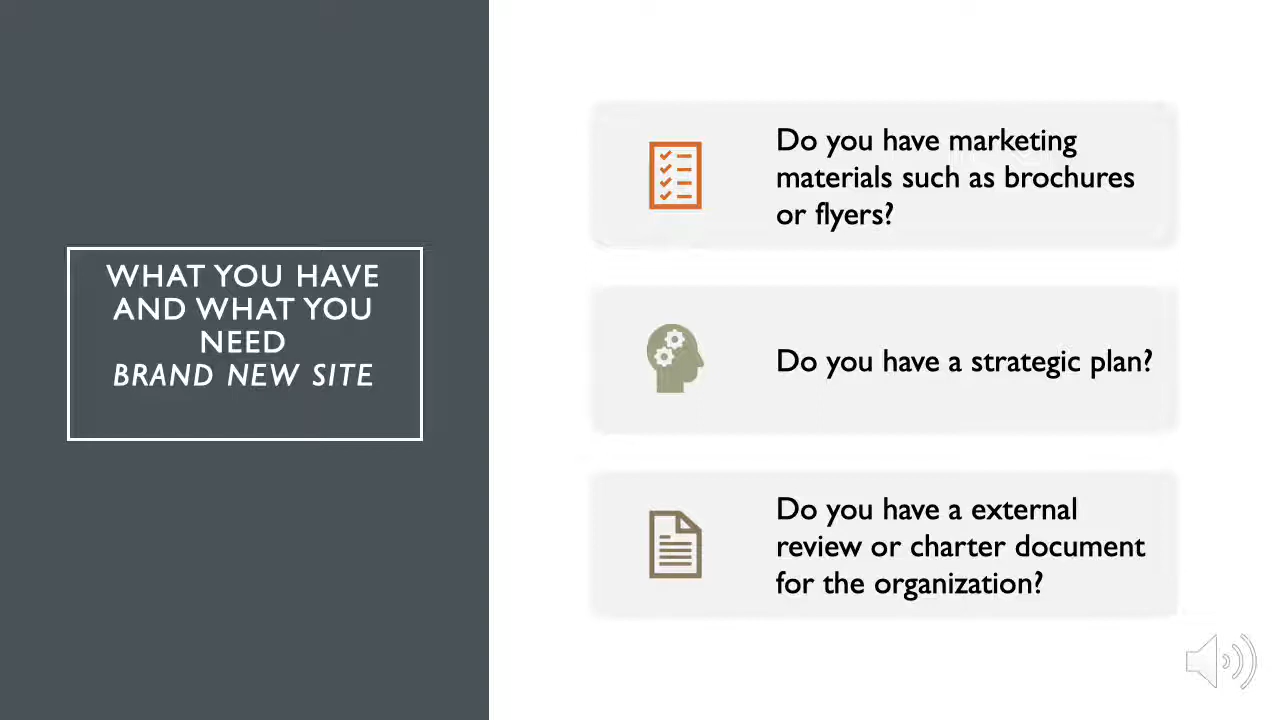 WHAT YOU HAVE
AND WHAT YOU
NEED
BRAND NEW SITE
Do you have marketing
materials such as brochures
or flyers?
Do you have a strategic plan?
Do you have a external
review or charter document
for the organization?